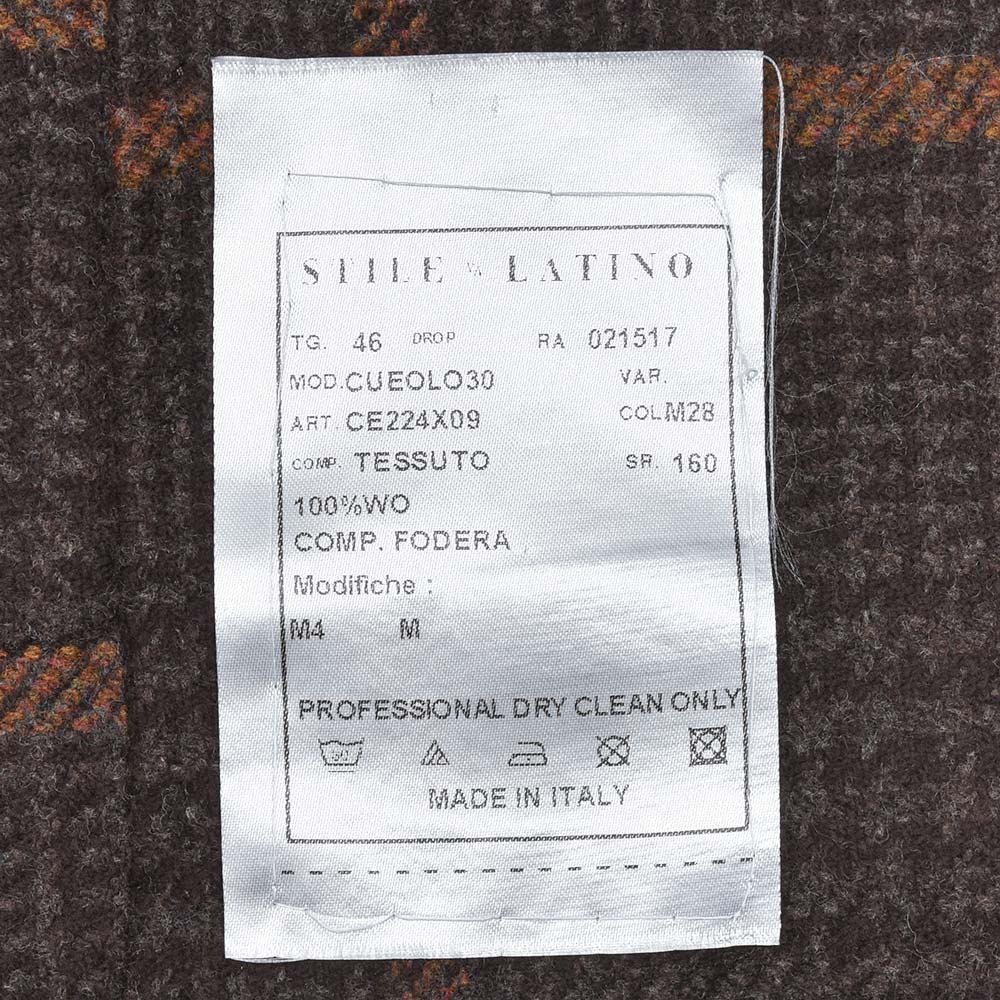 STILE LATINO
TG. 46 DROP RA 021517
MOD. CUEOLO30 VAR.
ART. CE224X09 COL M28
COMP. TESSUTO SR. 160
100%WO
COMP. FODERA
Modifiche :
M4 M
PROFESSIONAL DRY CLEAN ONLY
MADE IN ITALY